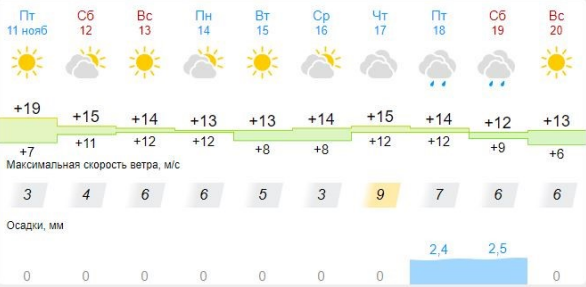 Пт Сб Вс Пн Вт Ср Чт Пт Сб Вс
11 нояб 12 13 14 15 16 17 18 19 20
+19 +15 +14 +13 +13 +14 +15 +14 +12 +13
+7 +11 +12 +12 +8 +8 +12 +12 +9 +6
Максимальная скорость ветра, м/с
3 4 6 6 5 3 9 7 6 6
Осадки, мм
2,4 2,5
0 0 0 0 0 0 0 0